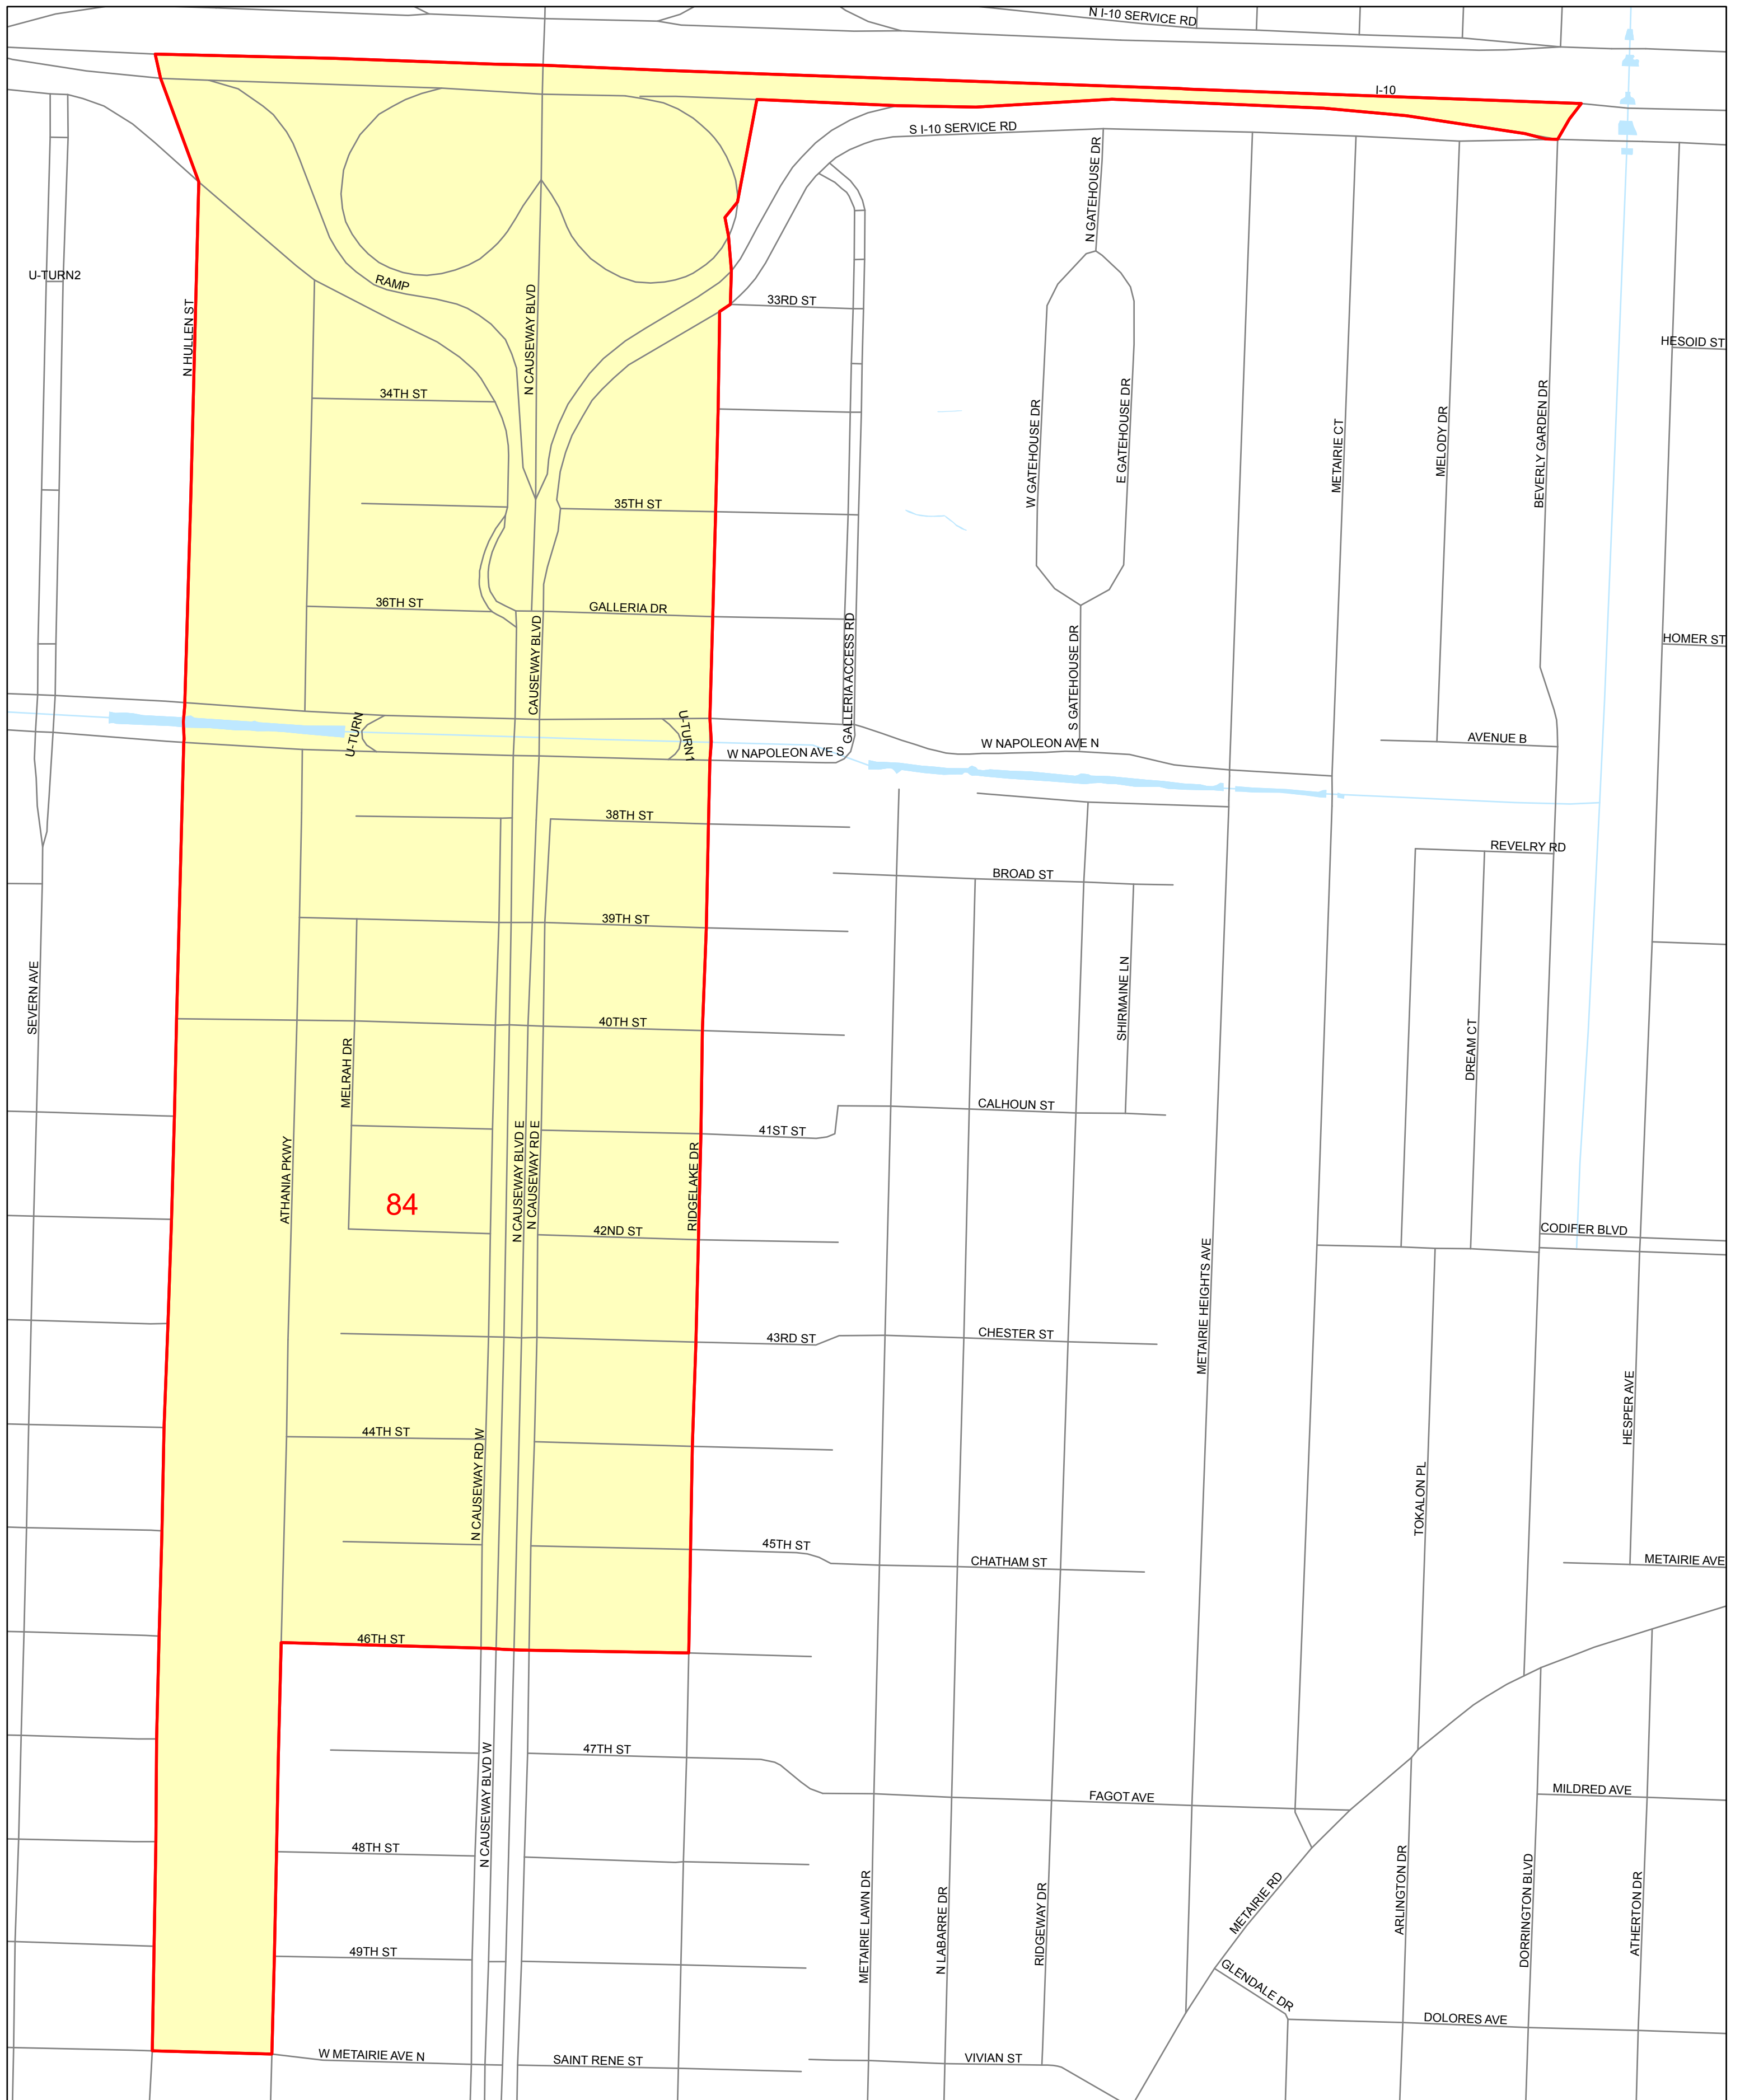 N I-10 SERVICE RD
I-10
S I-10 SERVICE RD
N GATEHOUSE DR
U-TURN2
RAMP
33RD ST
N HULLEN ST
N CAUSEWAY BLVD
HESOID ST
34TH ST
W GATEHOUSE DR
E GATEHOUSE DR
METAIRIE CT
MELODY DR
BEVERLY GARDEN DR
35TH ST
36TH ST
GALLERIA DR
CAUSEWAY BLVD
GALLERIA ACCESS RD
S GATEHOUSE DR
HOMER ST
U-TURN
U-TURN1
W NAPOLEON AVE S
W NAPOLEON AVE N
AVENUE B
38TH ST
REVELRY RD
BROAD ST
39TH ST
SEVERN AVE
SHIRMAINE LN
40TH ST
MELRAH DR
DREAM CT
CALHOUN ST
41ST ST
ATHANIA PKWY
N CAUSEWAY BLVD E
N CAUSEWAY RD E
RIDGELAKE DR
84
42ND ST
CODIFER BLVD
METAIRIE HEIGHTS AVE
43RD ST
CHESTER ST
HESPER AVE
44TH ST
N CAUSEWAY RD W
TOKALON PL
45TH ST
CHATHAM ST
METAIRIE AVE
46TH ST
47TH ST
N CAUSEWAY BLVD W
FAGOT AVE
MILDRED AVE
48TH ST
METAIRIE LAWN DR
N LABARRE DR
RIDGEWAY DR
METAIRIE RD
ARLINGTON DR
DORRINGTON BLVD
ATHERTON DR
49TH ST
GLENDALE DR
DOLORES AVE
W METAIRIE AVE N
SAINT RENE ST
VIVIAN ST